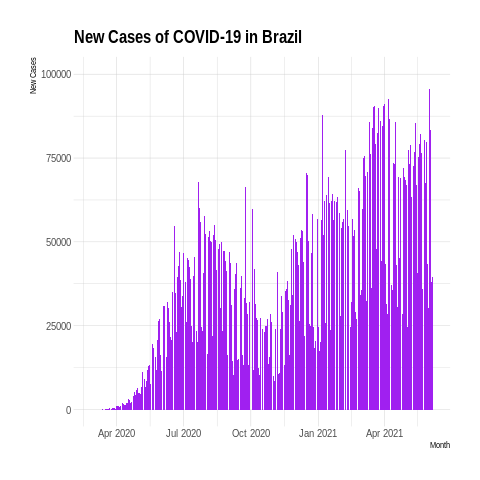 New Cases of COVID-19 in Brazil
New Cases
100000
75000
50000
25000
0
Apr 2020 Jul 2020 Oct 2020 Jan 2021 Apr 2021
Month